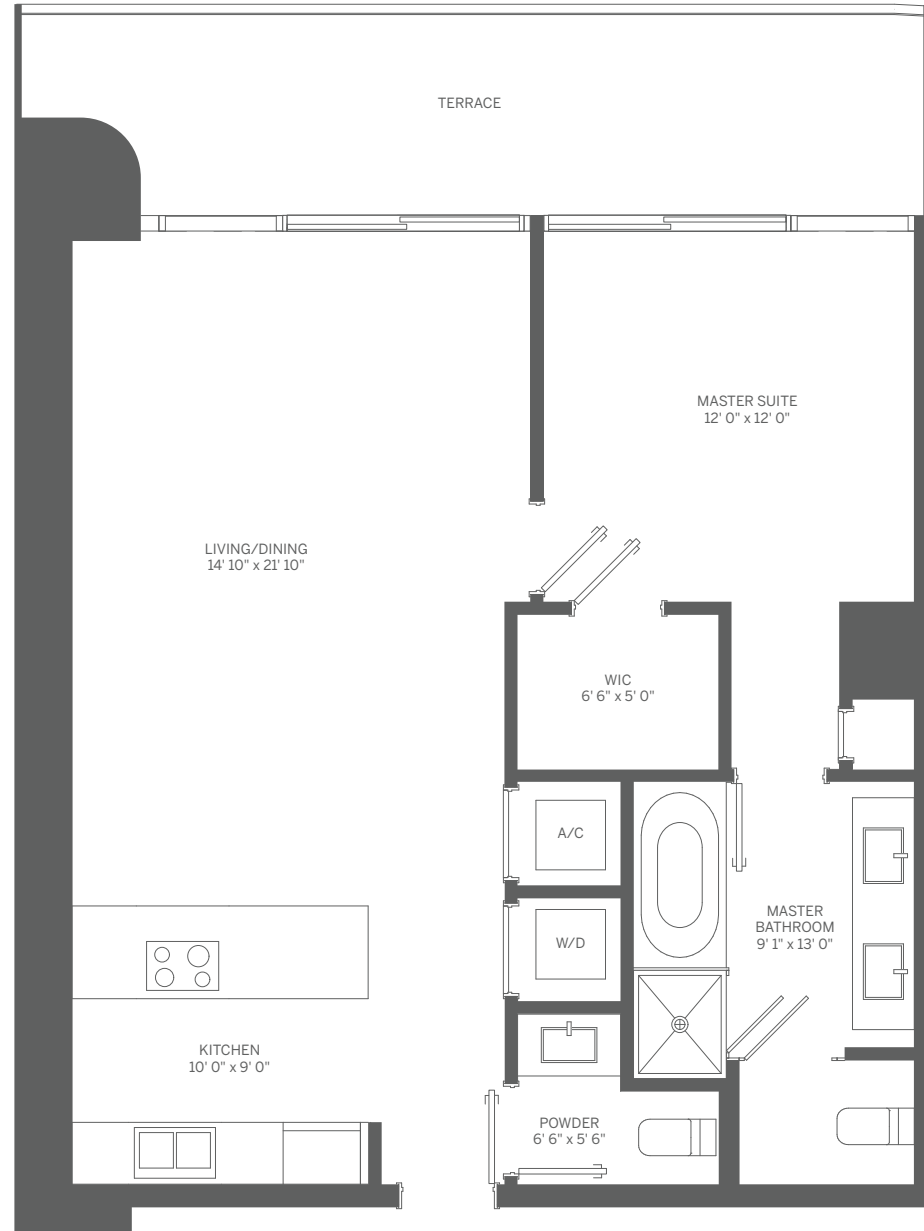 TERRACE
MASTER SUITE
12' 0" x 12' 0"
LIVING/DINING
14' 10" x 21' 10"
WIC
6' 6" x 5' 0"
A/C
MASTER
BATHROOM
9' 1" x 13' 0"
W/D
KITCHEN
10' 0" x 9' 0"
POWDER
6' 6" x 5' 6"